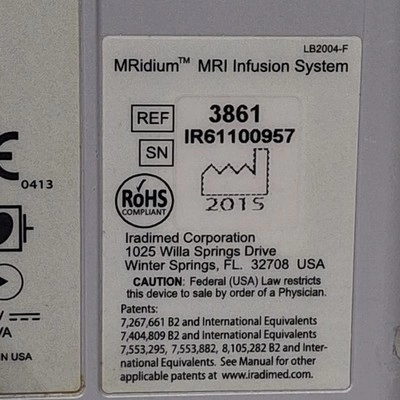 LB2004-F
MRidium™ MRI Infusion System
REF 3861
SN IR61100957
RoHS
COMPLIANT
2015
Iradimed Corporation
1025 Willa Springs Drive
Winter Springs, FL. 32708 USA
CAUTION: Federal (USA) Law restricts
this device to sale by order of a Physician.
Patents:
7,267,661 B2 and International Equivalents
7,404,809 B2 and International Equivalents
7,553,295, 7,553,882, 8,105,282 B2 and Inter-
national Equivalents. See Manual for other
applicable patents at www.iradimed.com
CE
0413
VA
IN USA